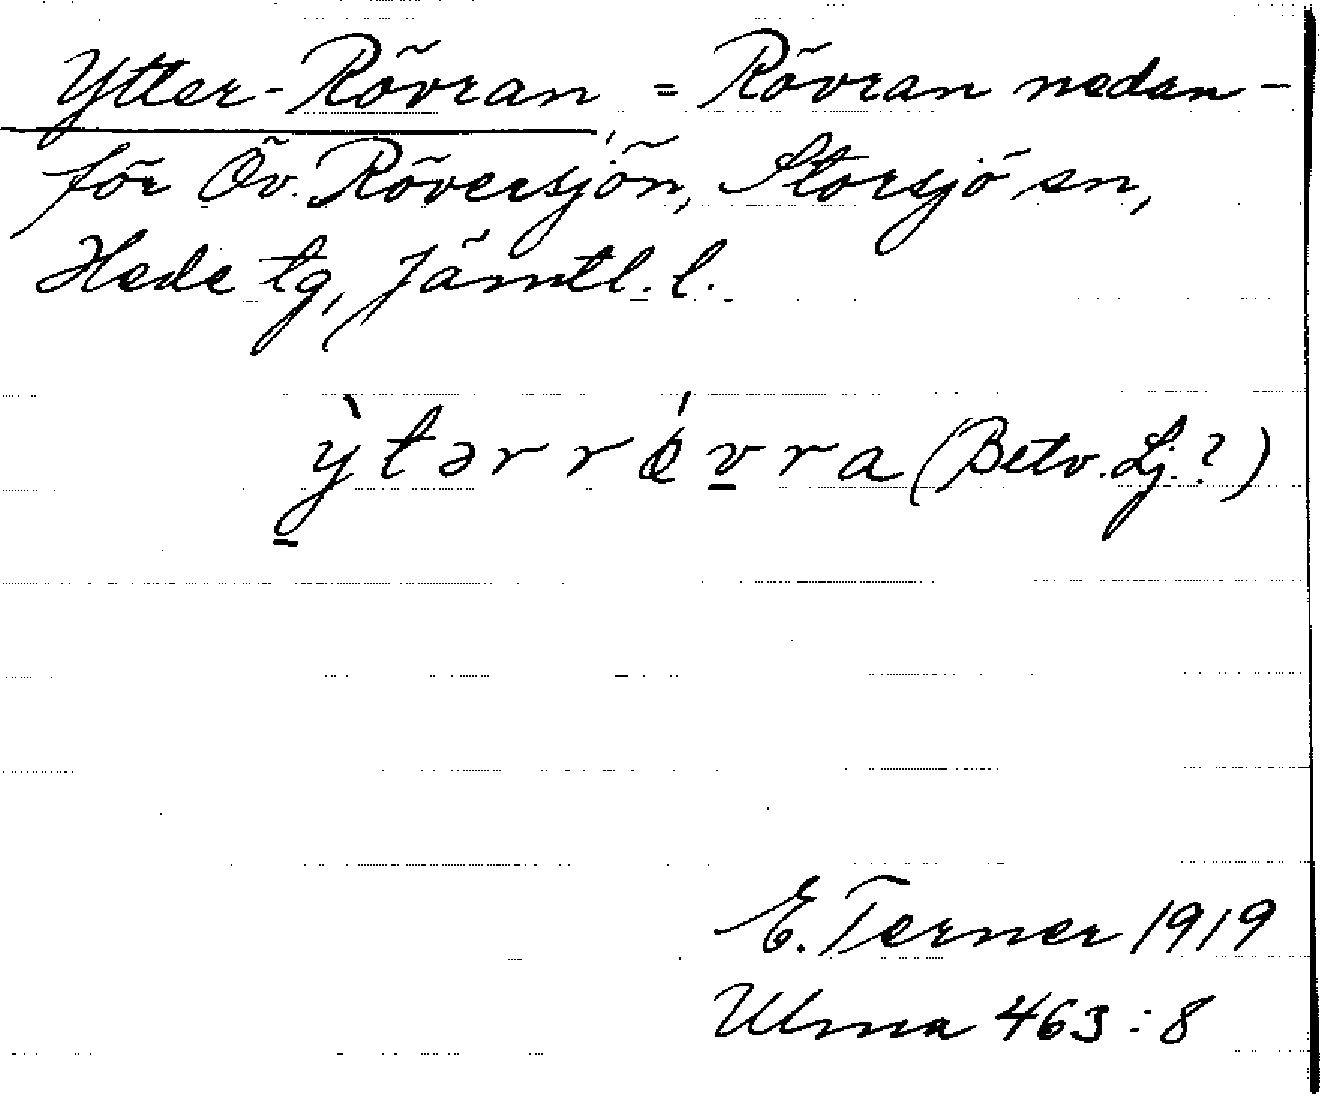 Ytter-Rövran, = Rövran nedan-
för Öv. Röversjön, Storsjö sn,
Hede tg, Jämtl. l.
ỳtərrǿvra (Betv. Lj.?)
E. Terner 1919
Ulma 463:8